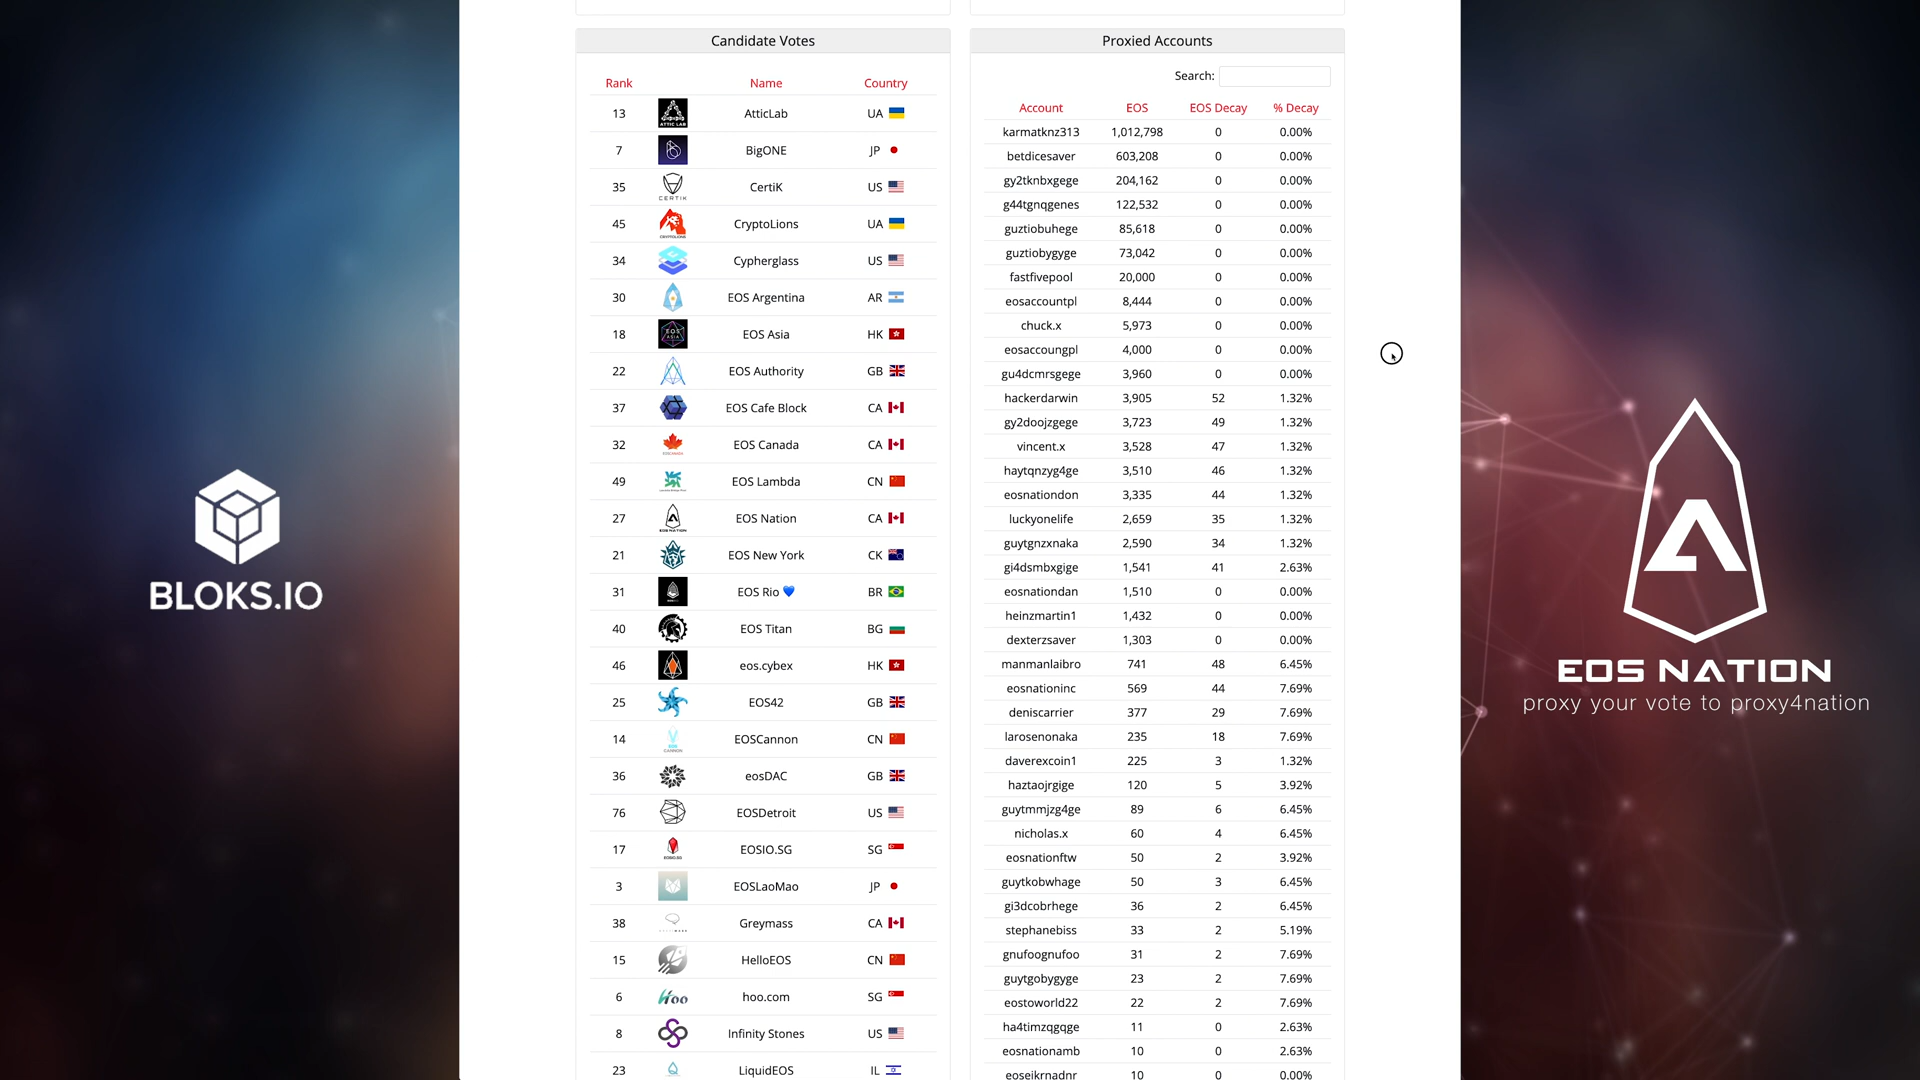 Candidate Votes
Rank Name Country
13 AtticLab UA
7 BigONE JP
35 CertiK US
45 CryptoLions UA
34 Cypherglass US
30 EOS Argentina AR
18 EOS Asia HK
22 EOS Authority GB
37 EOS Cafe Block CA
32 EOS Canada CA
49 EOS Lambda CN
27 EOS Nation CA
21 EOS New York CK
31 EOS Rio 💙 BR
40 EOS Titan BG
46 eos.cybex HK
25 EOS42 GB
14 EOSCannon CN
36 eosDAC GB
76 EOSDetroit US
17 EOSIO.SG SG
3 EOSLaoMao JP
38 Greymass CA
15 HelloEOS CN
6 hoo.com SG
8 Infinity Stones US
23 LiquidEOS IL
Proxied Accounts
Search:
Account EOS EOS Decay % Decay
karmatknz313 1,012,798 0 0.00%
betdicesaver 603,208 0 0.00%
gy2tknbxgege 204,162 0 0.00%
g44tgnqgenes 122,532 0 0.00%
guztiobuhege 85,618 0 0.00%
guztiobygyge 73,042 0 0.00%
fastfivepool 20,000 0 0.00%
eosaccountpl 8,444 0 0.00%
chuck.x 5,973 0 0.00%
eosaccoungpl 4,000 0 0.00%
gu4dcmrsgege 3,960 0 0.00%
hackerdarwin 3,905 52 1.32%
gy2doojzgege 3,723 49 1.32%
vincent.x 3,528 47 1.32%
haytqnzyg4ge 3,510 46 1.32%
eosnationdon 3,335 44 1.32%
luckyonelife 2,659 35 1.32%
guytgnzxnaka 2,590 34 1.32%
gi4dsmbxgige 1,541 41 2.63%
eosnationdan 1,510 0 0.00%
heinzmartin1 1,432 0 0.00%
dexterzsaver 1,303 0 0.00%
manmanlaibro 741 48 6.45%
eosnationinc 569 44 7.69%
deniscarrier 377 29 7.69%
larosenonaka 235 18 7.69%
daverexcoin1 225 3 1.32%
haztaojrgige 120 5 3.92%
guytmmjzg4ge 89 6 6.45%
nicholas.x 60 4 6.45%
eosnationftw 50 2 3.92%
guytkobwhage 50 3 6.45%
gi3dcobrhege 36 2 6.45%
stephanebiss 33 2 5.19%
gnufoognufoo 31 2 7.69%
guytgobygyge 23 2 7.69%
eostoworld22 22 2 7.69%
ha4timzqgqge 11 0 2.63%
eosnationamb 10 0 2.63%
eoseikrnadnr 10 0 0.00%
BLOKS.IO
EOS NATION
proxy your vote to proxy4nation